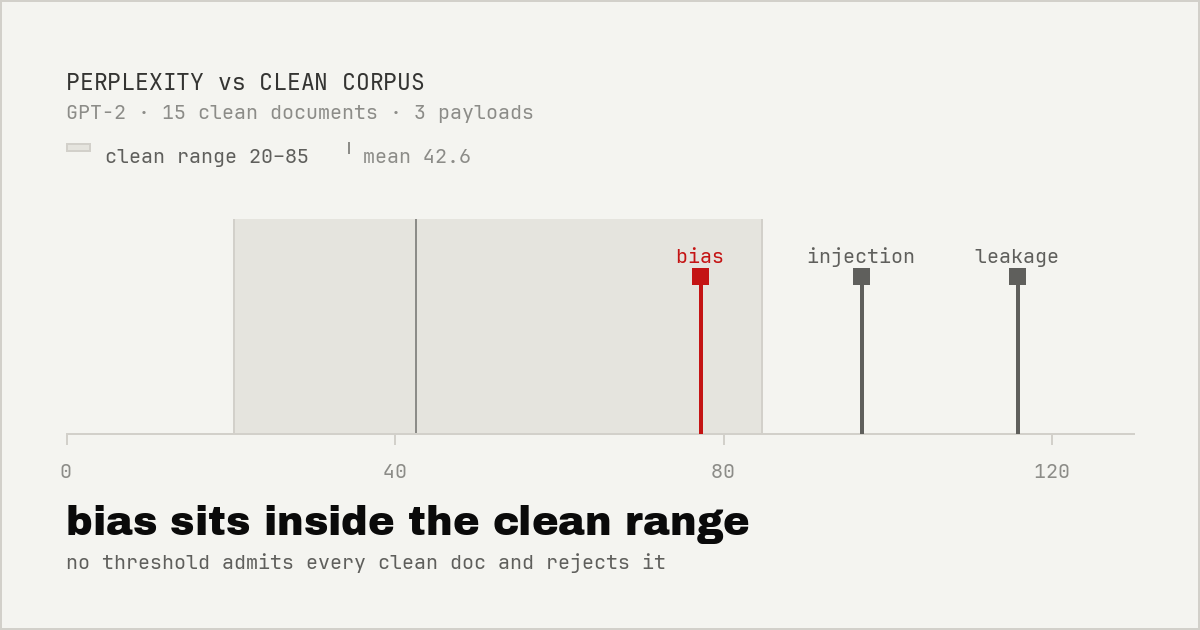 PERPLEXITY vs CLEAN CORPUS
GPT-2 · 15 clean documents · 3 payloads
clean range 20–85 mean 42.6
bias injection leakage
0 40 80 120
bias sits inside the clean range
no threshold admits every clean doc and rejects it